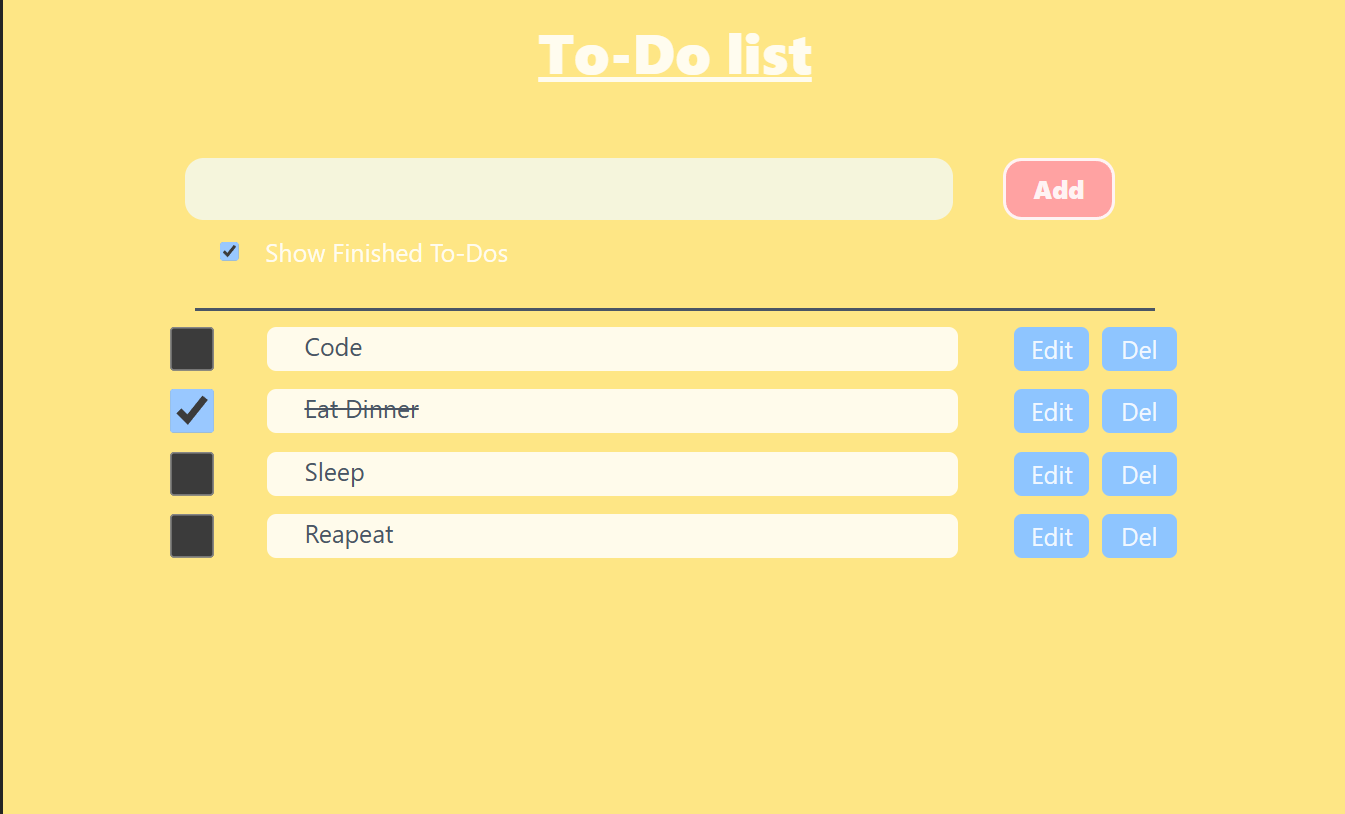 To-Do list
Add
Show Finished To-Dos
Code Edit Del
Eat Dinner Edit Del
Sleep Edit Del
Reapeat Edit Del